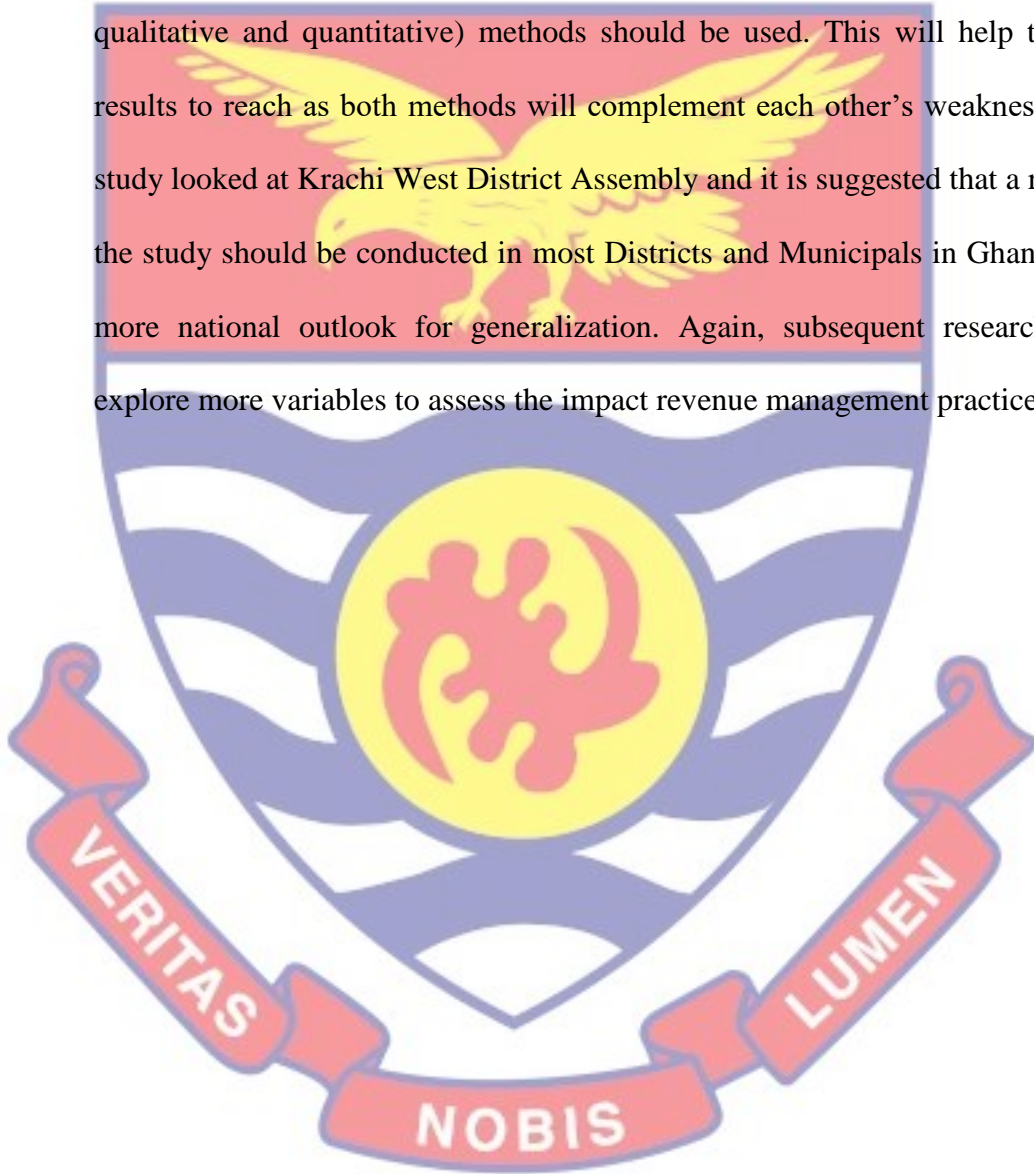 qualitative and quantitative) methods should be used. This will help t
results to reach as both methods will complement each other’s weaknes
study looked at Krachi West District Assembly and it is suggested that a
the study should be conducted in most Districts and Municipals in Ghan
more national outlook for generalization. Again, subsequent researc
explore more variables to assess the impact revenue management practice
VERITAS
NOBIS
LUMEN